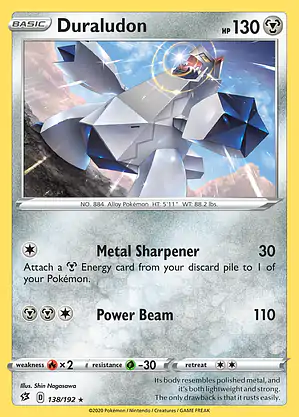 BASIC Duraludon HP 130
NO. 884 Alloy Pokémon HT: 5'11" WT: 88.2 lbs.
Metal Sharpener 30
Attach a Energy card from your discard pile to 1 of
your Pokémon.
Power Beam 110
weakness ×2 resistance -30 retreat
Illus. Shin Nagasawa
D 138/192 ★
Its body resembles polished metal, and
it's both lightweight and strong.
The only drawback is that it rusts easily.
©2020 Pokémon / Nintendo / Creatures / GAME FREAK